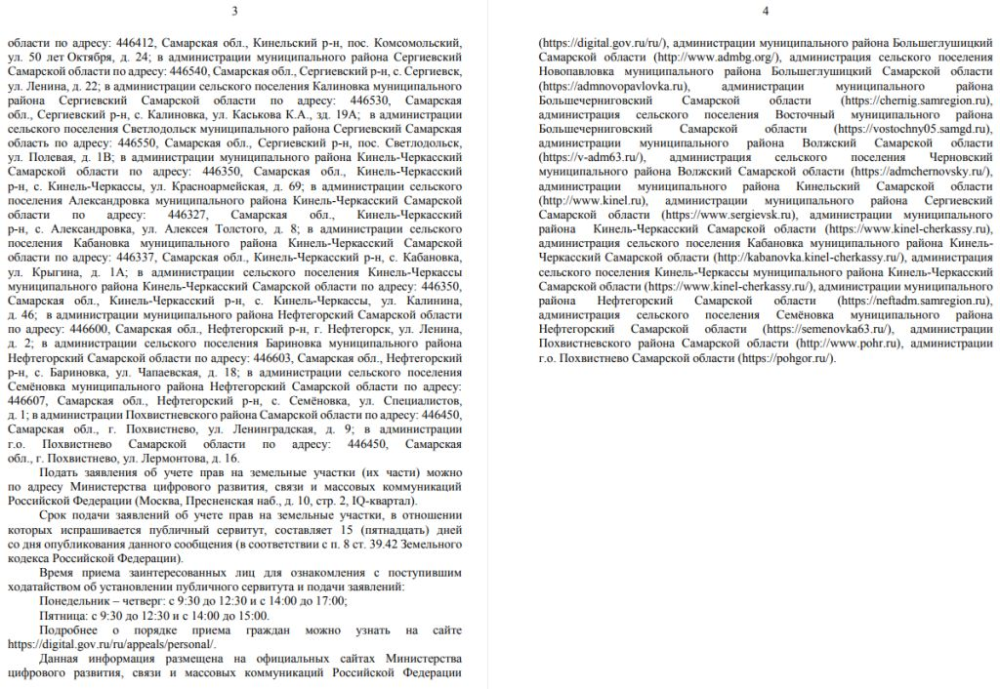 3
области по адресу: 446412, Самарская обл., Кинельский р-н, пос. Комсомольский,
ул. 50 лет Октября, д. 24; в администрации муниципального района Сергиевский
Самарской области по адресу: 446540, Самарская обл., Сергиевский р-н, с. Сергиевск,
ул. Ленина, д. 22; в администрации сельского поселения Калиновка муниципального
района Сергиевский Самарской области по адресу: 446530, Самарская
обл., Сергиевский р-н, с. Калиновка, ул. Каськова К.А., зд. 19А; в администрации
сельского поселения Светлодольск муниципального района Сергиевский Самарская
область по адресу: 446550, Самарская обл., Сергиевский р-н, пос. Светлодольск,
ул. Полевая, д. 1В; в администрации муниципального района Кинель-Черкасский
Самарской области по адресу: 446350, Самарская обл., Кинель-Черкасский
р-н, с. Кинель-Черкассы, ул. Красноармейская, д. 69; в администрации сельского
поселения Александровка муниципального района Кинель-Черкасский Самарской
области по адресу: 446327, Самарская обл., Кинель-Черкасский
р-н, с. Александровка, ул. Алексея Толстого, д. 8; в администрации сельского
поселения Кабановка муниципального района Кинель-Черкасский Самарской
области по адресу: 446337, Самарская обл., Кинель-Черкасский р-н, с. Кабановка,
ул. Крыгина, д. 1А; в администрации сельского поселения Кинель-Черкассы
муниципального района Кинель-Черкасский Самарской области по адресу: 446350,
Самарская обл., Кинель-Черкасский р-н, с. Кинель-Черкассы, ул. Калинина,
д. 46; в администрации муниципального района Нефтегорский Самарской области
по адресу: 446600, Самарская обл., Нефтегорский р-н, г. Нефтегорск, ул. Ленина,
д. 2; в администрации сельского поселения Бариновка муниципального района
Нефтегорский Самарской области по адресу: 446603, Самарская обл., Нефтегорский
р-н, с. Бариновка, ул. Чапаевская, д. 18; в администрации сельского поселения
Семёновка муниципального района Нефтегорский Самарской области по адресу:
446607, Самарская обл., Нефтегорский р-н, с. Семёновка, ул. Специалистов,
д. 1; в администрации Похвистневского района Самарской области по адресу: 446450,
Самарская обл., г. Похвистнево, ул. Ленинградская, д. 9; в администрации
г.о. Похвистнево Самарской области по адресу: 446450, Самарская
обл., г. Похвистнево, ул. Лермонтова, д. 16.
Подать заявления об учете прав на земельные участки (их части) можно
по адресу Министерства цифрового развития, связи и массовых коммуникаций
Российской Федерации (Москва, Пресненская наб., д. 10, стр. 2, IQ-квартал).
Срок подачи заявлений об учете прав на земельные участки, в отношении
которых испрашивается публичный сервитут, составляет 15 (пятнадцать) дней
со дня опубликования данного сообщения (в соответствии с п. 8 ст. 39.42 Земельного
кодекса Российской Федерации).
Время приема заинтересованных лиц для ознакомления с поступившим
ходатайством об установлении публичного сервитута и подачи заявлений:
Понедельник – четверг: с 9:30 до 12:30 и с 14:00 до 17:00;
Пятница: с 9:30 до 12:30 и с 14:00 до 15:00.
Подробнее о порядке приема граждан можно узнать на сайте
https://digital.gov.ru/ru/appeals/personal/.
Данная информация размещена на официальных сайтах Министерства
цифрового развития, связи и массовых коммуникаций Российской Федерации
4
(https://digital.gov.ru/ru/), администрации муниципального района Большеглушицкий
Самарской области (http://www.admbg.org/), администрация сельского поселения
Новопавловка муниципального района Большеглушицкий Самарской области
(https://admnovopavlovka.ru), администрации муниципального района
Большечерниговский Самарской области (https://chernig.samregion.ru),
администрация сельского поселения Восточный муниципального района
Большечерниговский Самарской области (https://vostochny05.samgd.ru),
администрации муниципального района Волжский Самарской области
(https://v-adm63.ru/), администрация сельского поселения Черновский
муниципального района Волжский Самарской области (https://admchernovsky.ru/),
администрации муниципального района Кинельский Самарской области
(http://www.kinel.ru), администрации муниципального района Сергиевский
Самарской области (https://www.sergievsk.ru), администрации муниципального
района Кинель-Черкасский Самарской области (https://www.kinel-cherkassy.ru),
администрация сельского поселения Кабановка муниципального района Кинель-
Черкасский Самарской области (http://kabanovka.kinel-cherkassy.ru/), администрация
сельского поселения Кинель-Черкассы муниципального района Кинель-Черкасский
Самарской области (https://www.kinel-cherkassy.ru/), администрации муниципального
района Нефтегорский Самарской области (https://neftadm.samregion.ru),
администрация сельского поселения Семёновка муниципального района
Нефтегорский Самарской области (https://semenovka63.ru/), администрации
Похвистневского района Самарской области (http://www.pohr.ru), администрации
г.о. Похвистнево Самарской области (https://pohgor.ru/).